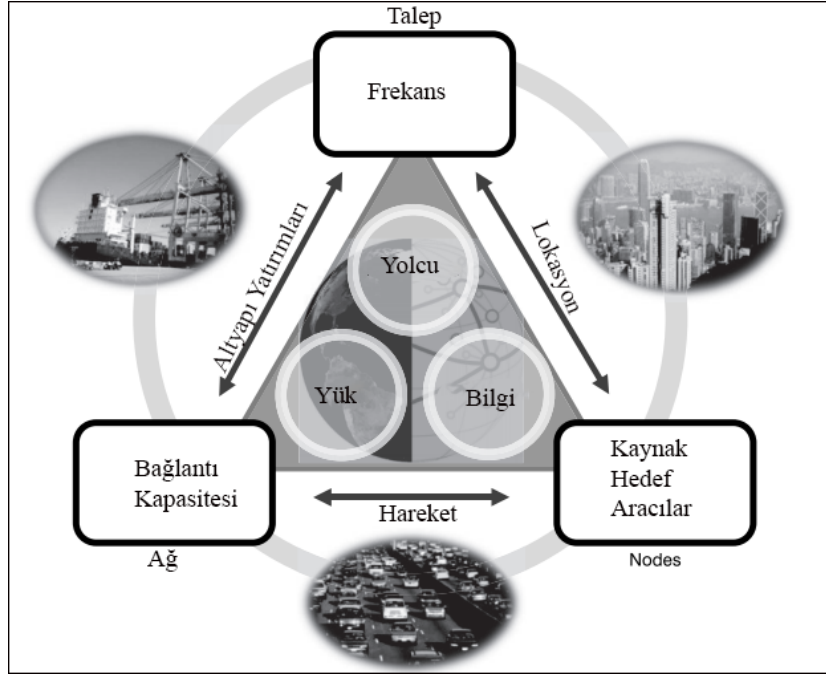 Talep
Frekans
Altyapı Yatırımları
Lokasyon
Yolcu
Yük
Bilgi
Bağlantı
Kapasitesi
Kaynak
Hedef
Aracılar
Hareket
Ağ
Nodes